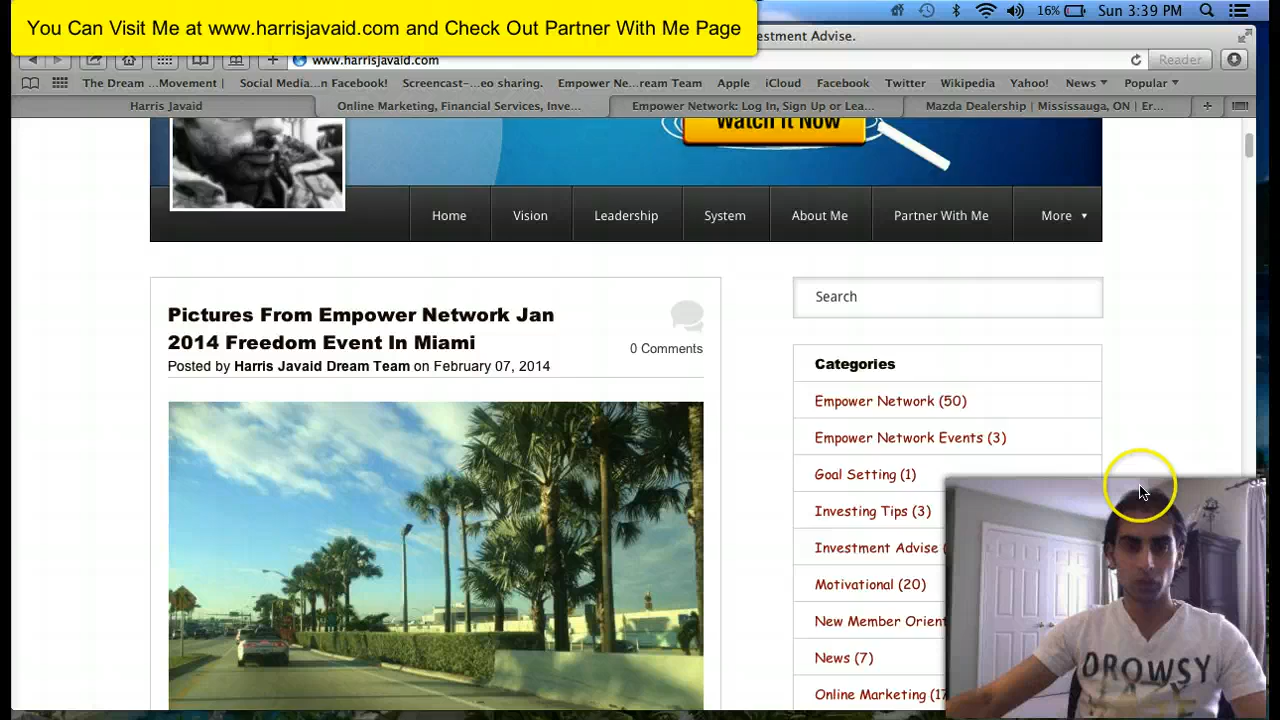 You Can Visit Me at www.harrisjavaid.com and Check Out Partner With Me Page
16% Sun 3:39 PM
vestment Advise.
www.harrisjavaid.com
Reader
The Dream ...Movement | Social Media...n Facebook! Screencast-...eo sharing. Empower Ne...ream Team Apple iCloud Facebook Twitter Wikipedia Yahoo! News Popular
Harris Javaid Online Marketing, Financial Services, Inve... Empower Network: Log In, Sign Up or Lea... Mazda Dealership | Mississauga, ON | Er...
Watch It Now
Home Vision Leadership System About Me Partner With Me More
Pictures From Empower Network Jan
2014 Freedom Event In Miami
0 Comments
Posted by Harris Javaid Dream Team on February 07, 2014
Search
Categories
Empower Network (50)
Empower Network Events (3)
Goal Setting (1)
Investing Tips (3)
Investment Advise (
Motivational (20)
New Member Orient
News (7)
Online Marketing (17
DROWSY